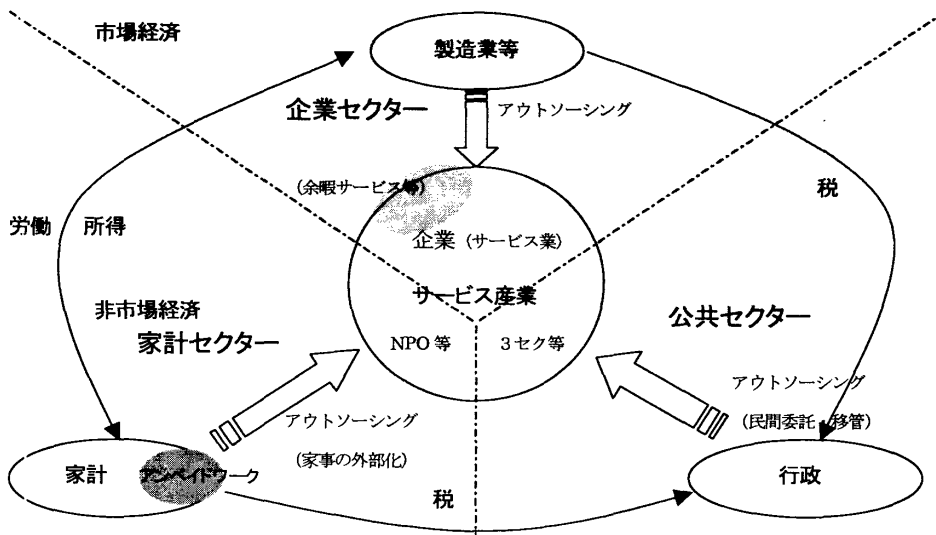 市場経済
製造業等
企業セクター
アウトソーシング
(余暇サービス等)
税
労働 所得
企業 (サービス業)
サービス産業
非市場経済
家計セクター
公共セクター
NPO 等
3セク等
アウトソーシング
(民間委託・移管)
アウトソーシング
(家事の外部化)
家計
アンペイドワーク
税
行政